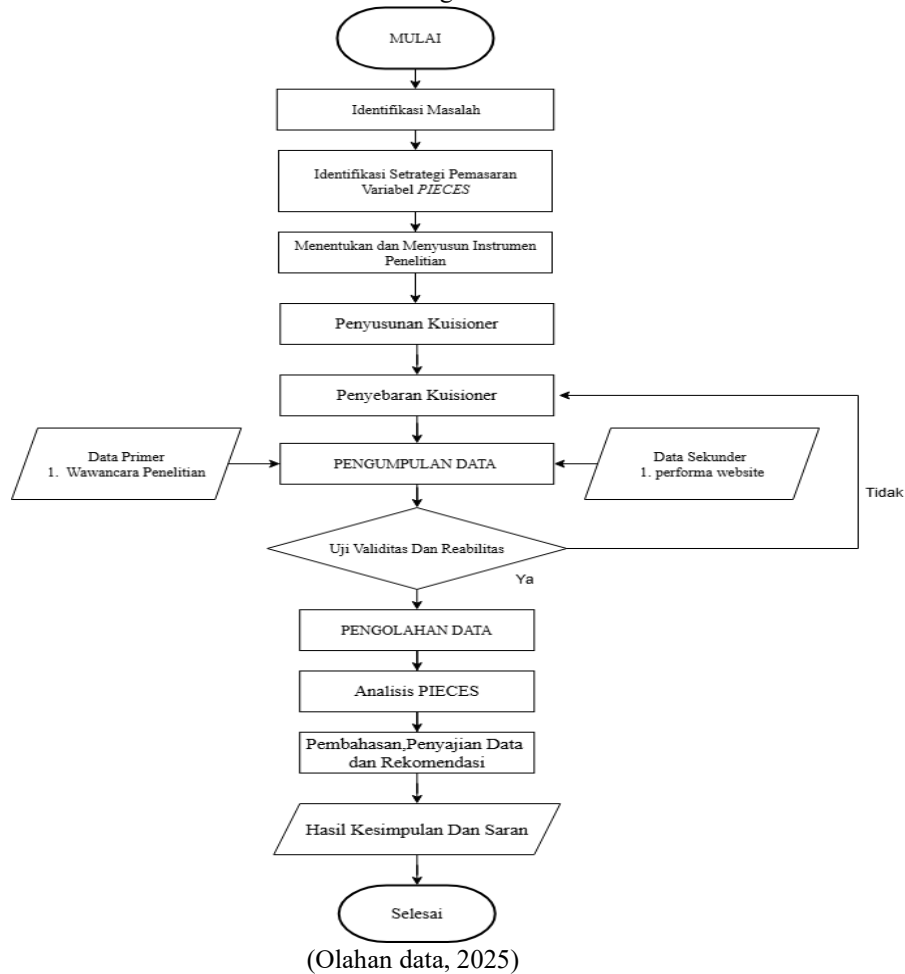 MULAI
Identifikasi Masalah
Identifikasi Setrategi Pemasaran
Variabel PIECES
Menentukan dan Menyusun Instrumen
Penelitian
Penyusunan Kuisioner
Penyebaran Kuisioner
Data Primer
1. Wawancara Penelitian
PENGUMPULAN DATA
Data Sekunder
1. performa website
Tidak
Uji Validitas Dan Reabilitas
Ya
PENGOLAHAN DATA
Analisis PIECES
Pembahasan,Penyajian Data
dan Rekomendasi
Hasil Kesimpulan Dan Saran
Selesai
(Olahan data, 2025)